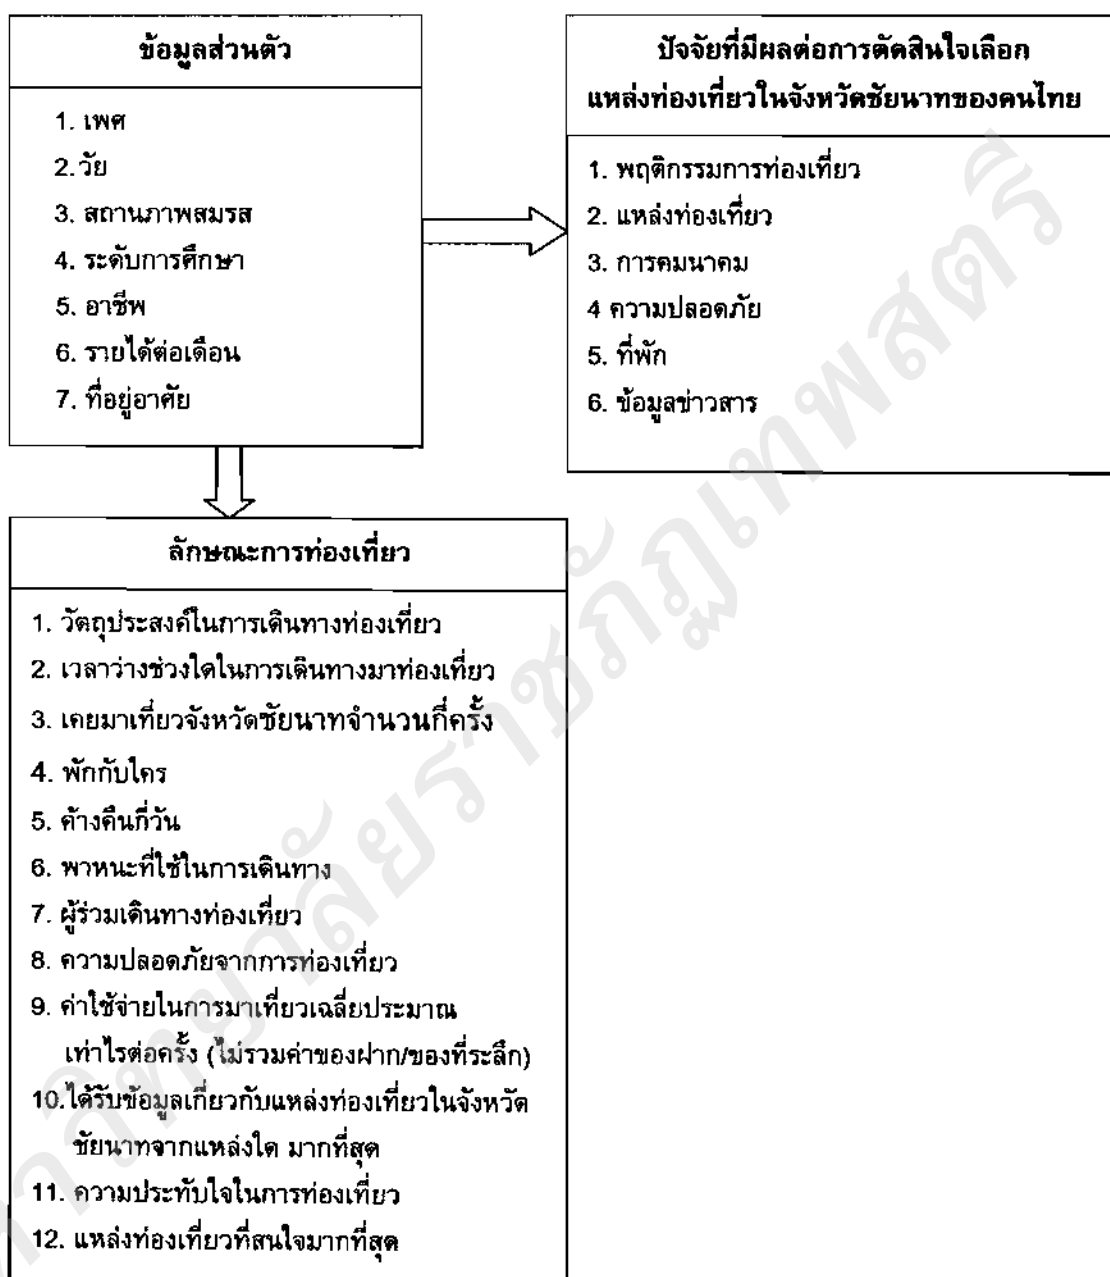 ข้อมูลส่วนตัว
1. เพศ
2. วัย
3. สถานภาพสมรส
4. ระดับการศึกษา
5. อาชีพ
6. รายได้ต่อเดือน
7. ที่อยู่อาศัย
ปัจจัยที่มีผลต่อการตัดสินใจเลือก
แหล่งท่องเที่ยวในจังหวัดชัยนาทของคนไทย
1. พฤติกรรมการท่องเที่ยว
2. แหล่งท่องเที่ยว
3. การคมนาคม
4 ความปลอดภัย
5. ที่พัก
6. ข้อมูลข่าวสาร
ลักษณะการท่องเที่ยว
1. วัตถุประสงค์ในการเดินทางท่องเที่ยว
2. เวลาว่างช่วงใดในการเดินทางมาท่องเที่ยว
3. เคยมาเที่ยวจังหวัดชัยนาทจำนวนกี่ครั้ง
4. พักกับใคร
5. ค้างคืนกี่วัน
6. พาหนะที่ใช้ในการเดินทาง
7. ผู้ร่วมเดินทางท่องเที่ยว
8. ความปลอดภัยจากการท่องเที่ยว
9. ค่าใช้จ่ายในการมาเที่ยวเฉลี่ยประมาณ
เท่าไรต่อครั้ง (ไม่รวมค่าของฝาก/ของที่ระลึก)
10.ได้รับข้อมูลเกี่ยวกับแหล่งท่องเที่ยวในจังหวัด
ชัยนาทจากแหล่งใด มากที่สุด
11. ความประทับใจในการท่องเที่ยว
12. แหล่งท่องเที่ยวที่สนใจมากที่สุด
าวิทยาลัยราชภัฏเทพสตรี